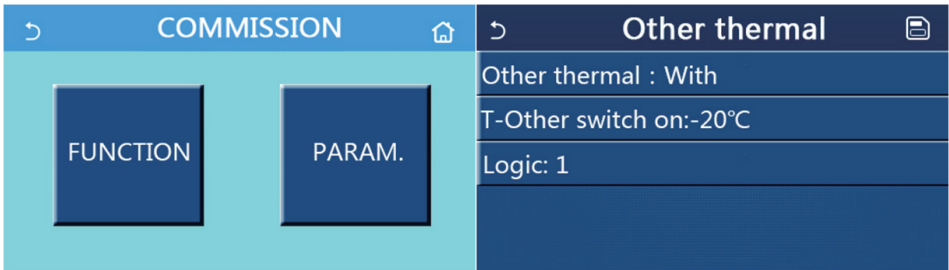 COMMISSION
FUNCTION
PARAM.
Other thermal
Other thermal : With
T-Other switch on:-20℃
Logic: 1